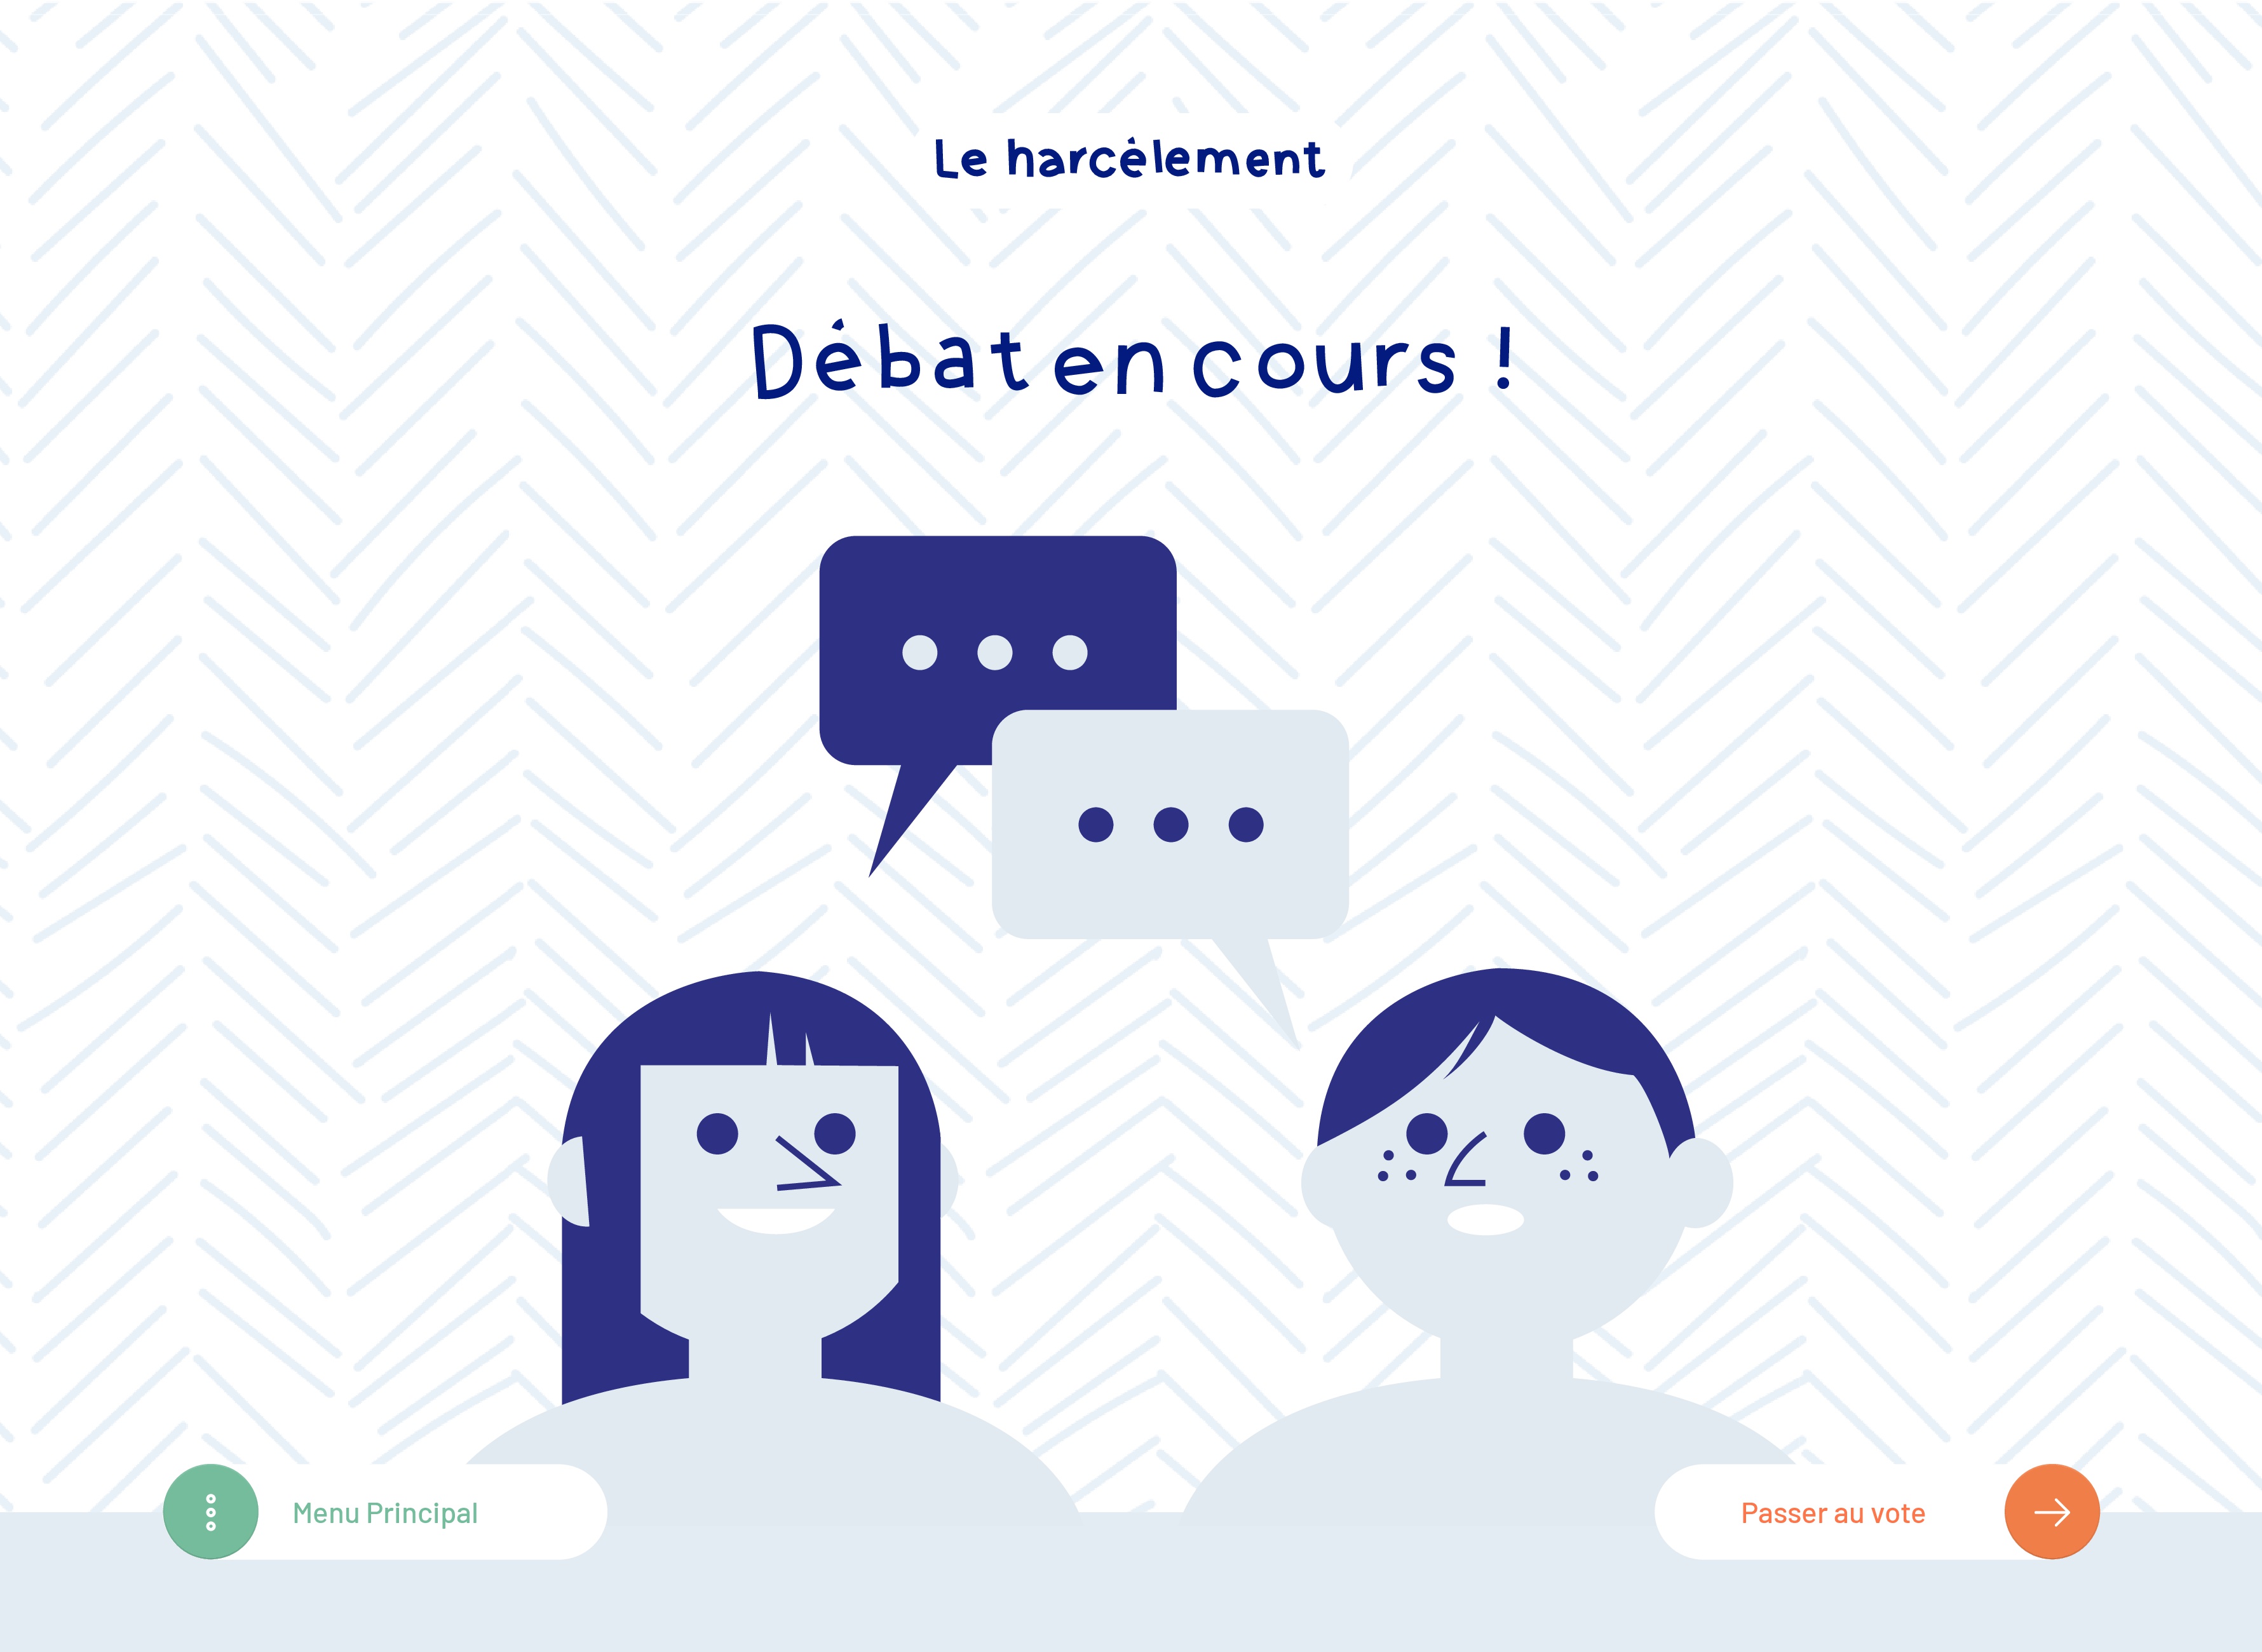 Le harcèlement
Débat en cours !
Menu Principal
Passer au vote